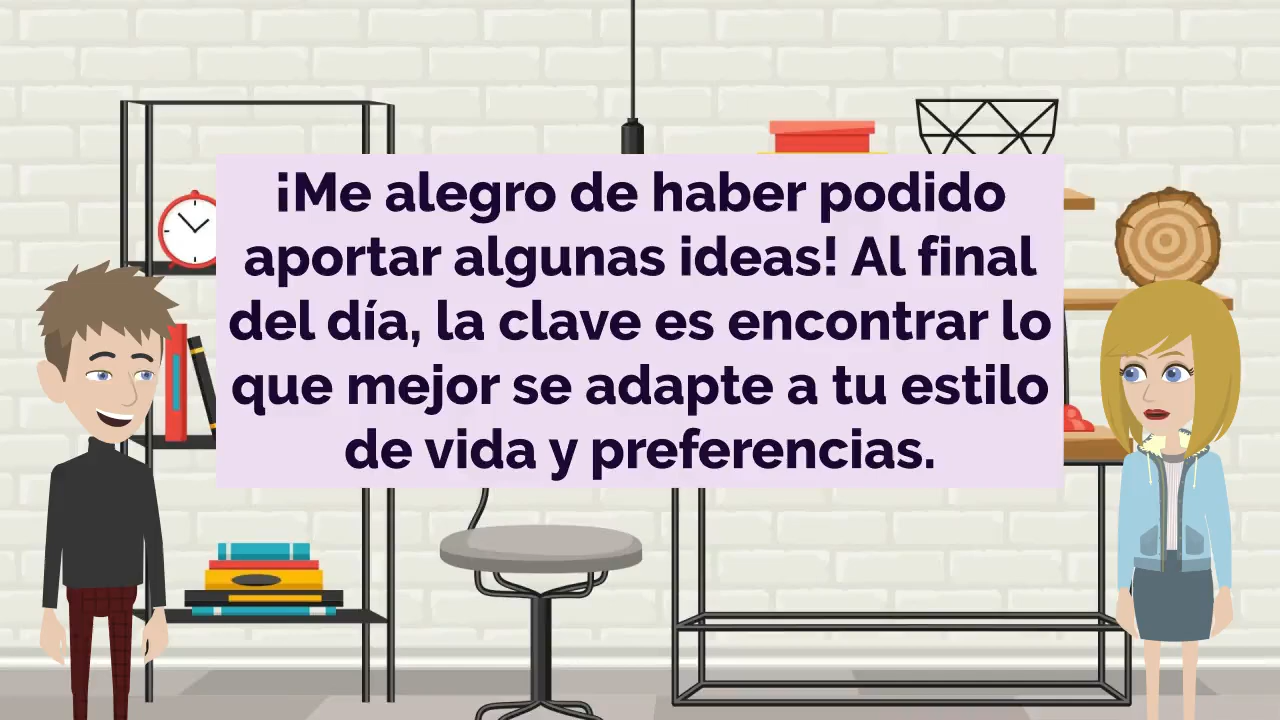 ¡Me alegro de haber podido
aportar algunas ideas! Al final
del día, la clave es encontrar lo
que mejor se adapte a tu estilo
de vida y preferencias.